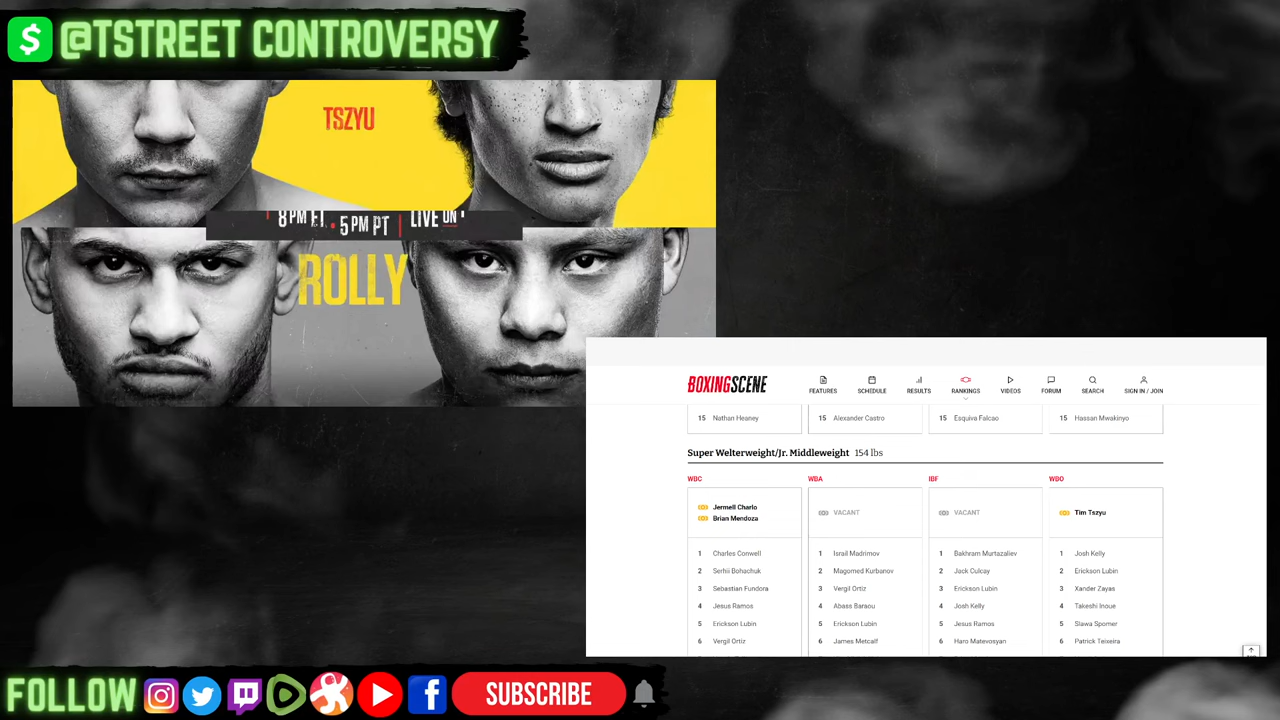 $ @TSTREET CONTROVERSY
TSZYU
8PM ET • 5PM PT | LIVE ON
ROLLY
BOXINGSCENE
FEATURES SCHEDULE RESULTS RANKINGS VIDEOS FORUM SEARCH SIGN IN / JOIN
15 Nathan Heaney 15 Alexander Castro 15 Esquiva Falcao 15 Hassan Mwakinyo
Super Welterweight/Jr. Middleweight 154 lbs
WBC WBA IBF WBO
Jermell Charlo
Brian Mendoza
VACANT VACANT Tim Tszyu
1 Charles Conwell 1 Israil Madrimov 1 Bakhram Murtazaliev 1 Josh Kelly
2 Serhii Bohachuk 2 Magomed Kurbanov 2 Jack Culcay 2 Erickson Lubin
3 Sebastian Fundora 3 Vergil Ortiz 3 Erickson Lubin 3 Xander Zayas
4 Jesus Ramos 4 Abass Baraou 4 Josh Kelly 4 Takeshi Inoue
5 Erickson Lubin 5 Erickson Lubin 5 Jesus Ramos 5 Slawa Spomer
6 Vergil Ortiz 6 James Metcalf 6 Haro Matevosyan 6 Patrick Teixeira
FOLLOW SUBSCRIBE